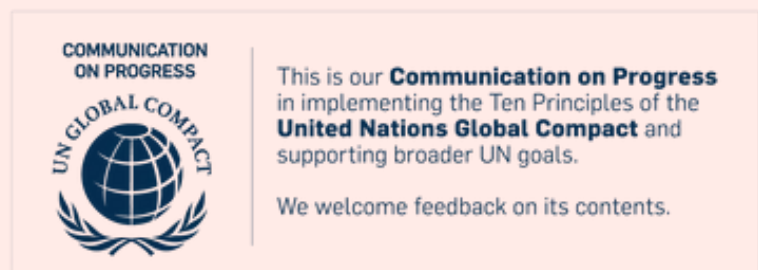 COMMUNICATION
ON PROGRESS
UN GLOBAL COMPACT
This is our Communication on Progress
in implementing the Ten Principles of the
United Nations Global Compact and
supporting broader UN goals.
We welcome feedback on its contents.